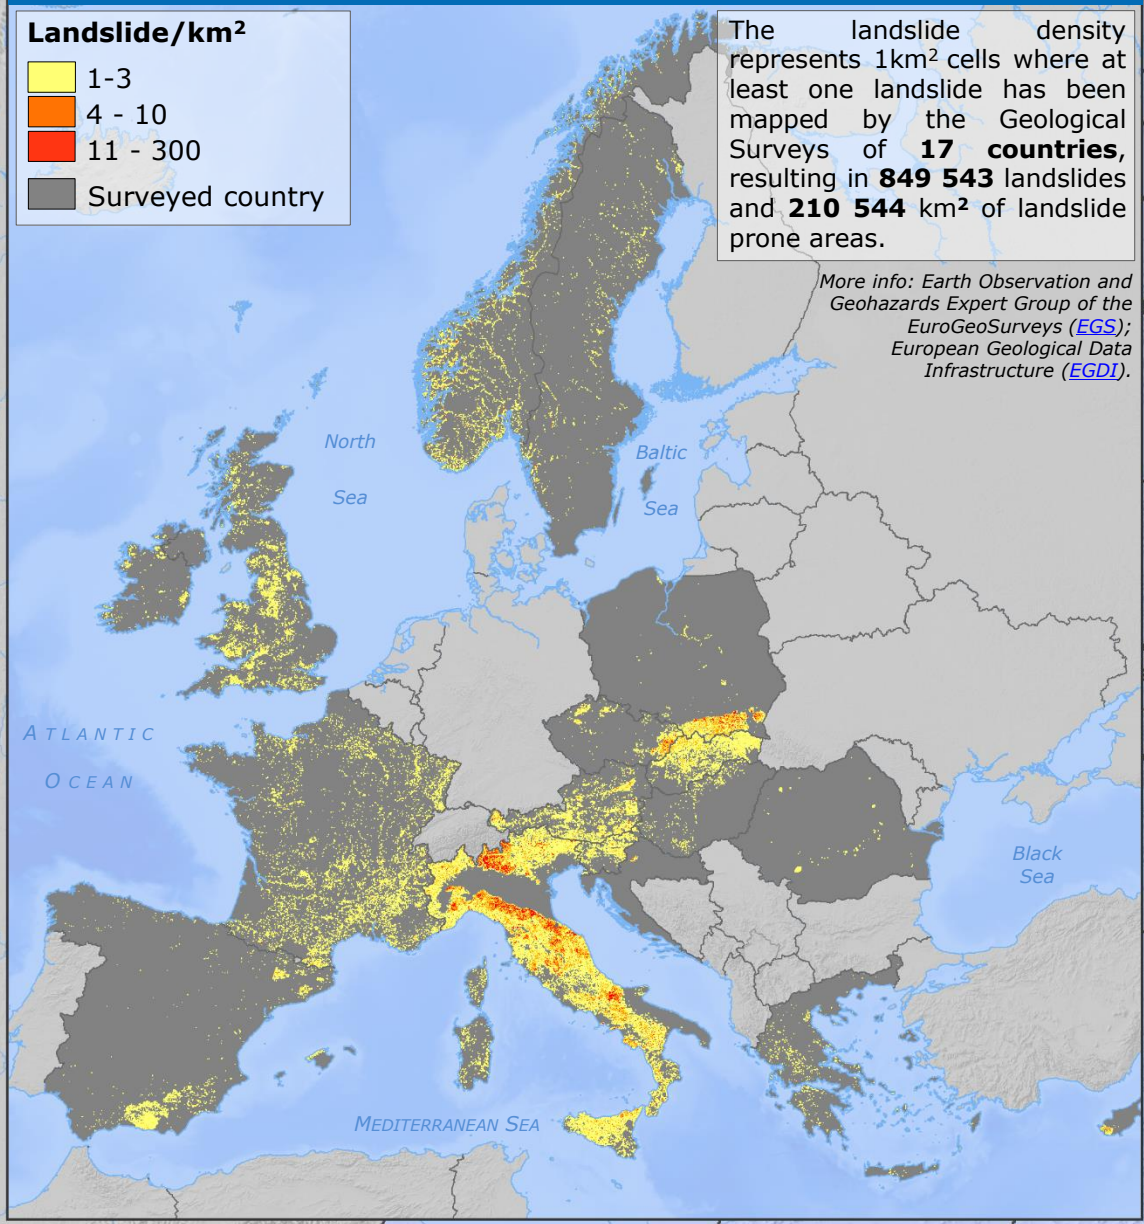 Landslide/km²
1-3
4 - 10
11 - 300
Surveyed country
The landslide density
represents 1km² cells where at
least one landslide has been
mapped by the Geological
Surveys of 17 countries,
resulting in 849 543 landslides
and 210 544 km² of landslide
prone areas.
More info: Earth Observation and
Geohazards Expert Group of the
EuroGeoSurveys (EGS);
European Geological Data
Infrastructure (EGDI).
North
Sea
Baltic
Sea
ATLANTIC
OCEAN
Black
Sea
MEDITERRANEAN SEA